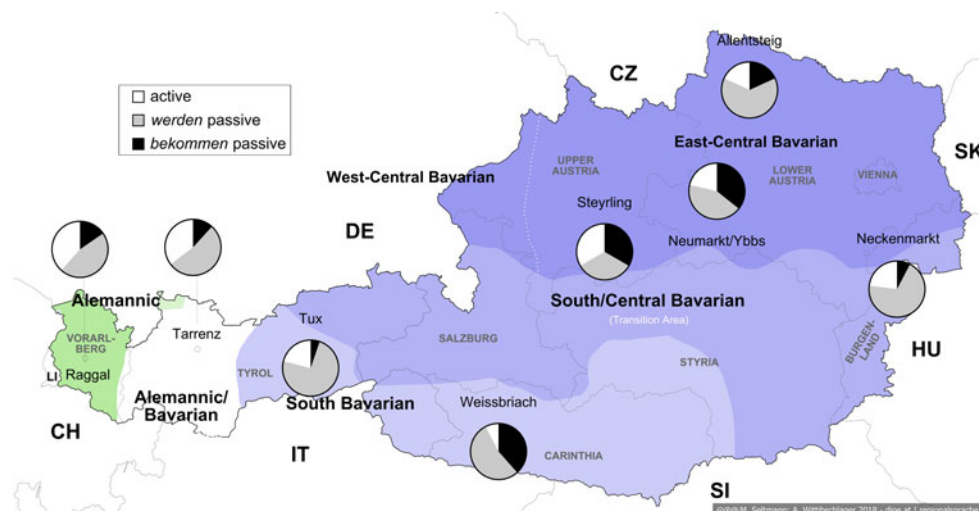 Allentsteig
CZ
active
werden passive
bekommen passive
East-Central Bavarian
SK
UPPER
AUSTRIA
LOWER
AUSTRIA
VIENNA
West-Central Bavarian
Steyrling
DE
Neumarkt/Ybbs
Neckenmarkt
Alemannic
South/Central Bavarian
(Transition Area)
Tux
Tarrenz
VORARL-
BERG
SALZBURG
STYRIA
BURGEN-
LAND
HU
LI
Raggal
TYROL
Alemannic/
Bavarian
South Bavarian
Weissbriach
CH
IT
CARINTHIA
SI